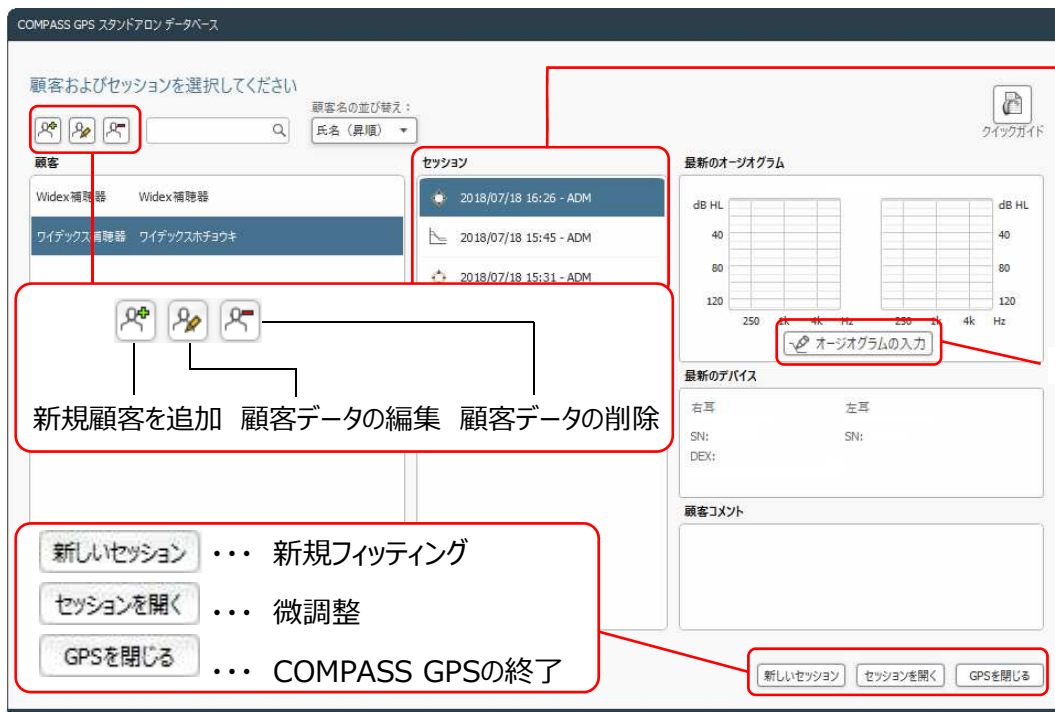 COMPASS GPS スタンドアロン データベース
顧客およびセッションを選択してください
顧客名の並び替え：
氏名（昇順）
クイックガイド
顧客
セッション
最新のオージオグラム
Widex補聴器 Widex補聴器
ワイデックス補聴器 ワイデックスホチョウキ
2018/07/18 16:26 - ADM
2018/07/18 15:45 - ADM
2018/07/18 15:31 - ADM
dB HL dB HL
40 40
80 80
120 120
250 1k 4k Hz 250 1k 4k Hz
オージオグラムの入力
新規顧客を追加 顧客データの編集 顧客データの削除
最新のデバイス
右耳 左耳
SN: SN:
DEX:
顧客コメント
新しいセッション ・・・ 新規フィッティング
セッションを開く ・・・ 微調整
GPSを閉じる ・・・ COMPASS GPSの終了
新しいセッション セッションを開く GPSを閉じる